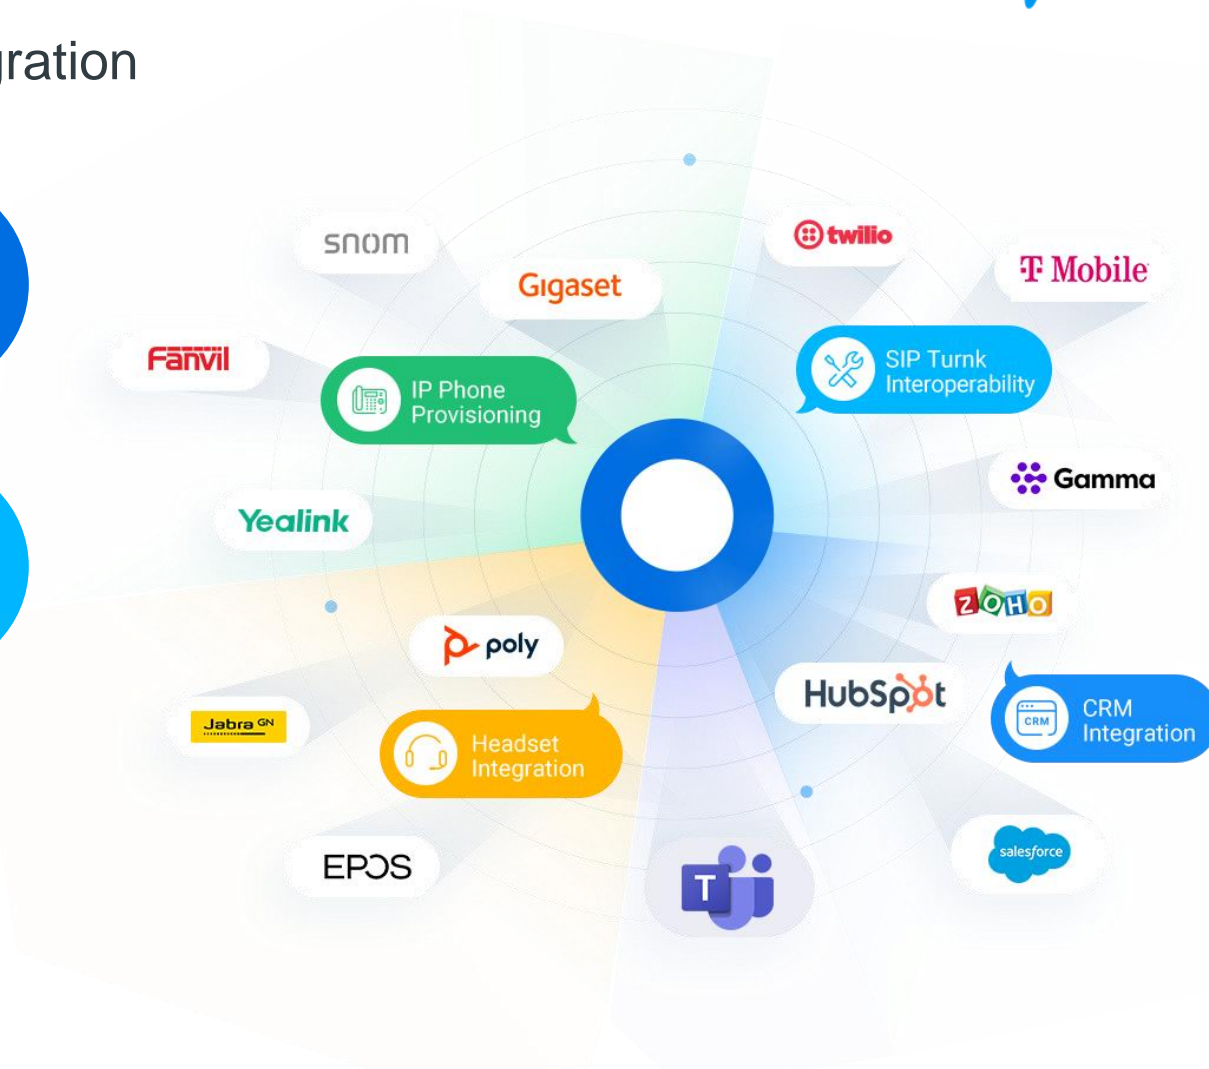 gration
snom
twilio
T Mobile
Gigaset
Fanvil
IP Phone
Provisioning
SIP Turnk
Interoperability
Gamma
Yealink
ZOHO
poly
HubSpot
Jabra GN
Headset
Integration
CRM
CRM
Integration
EPOS
T
salesforce